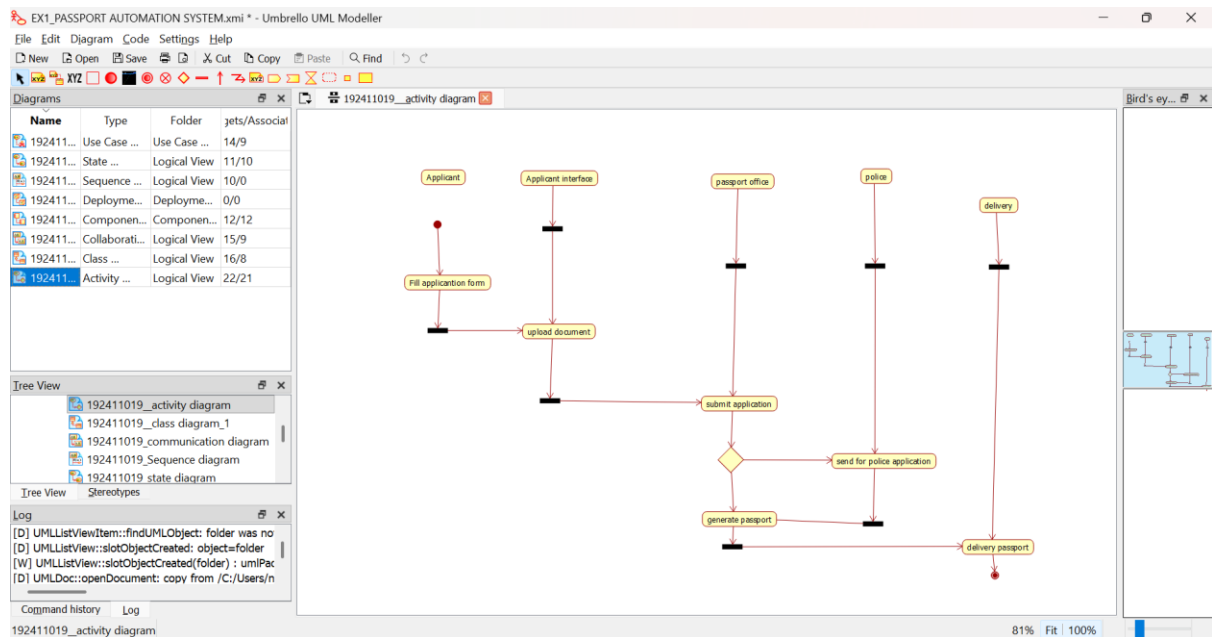 EX1_PASSPORT AUTOMATION SYSTEM.xmi * - Umbrello UML Modeller
File Edit Diagram Code Settings Help
New Open Save Cut Copy Paste Find
XYZ XYZ XYZ
Diagrams
Name Type Folder gets/Associat
192411... Use Case ... Use Case ... 14/9
192411... State ... Logical View 11/10
192411... Sequence ... Logical View 10/0
192411... Deployme... Deployme... 0/0
192411... Componen... Componen... 12/12
192411... Collaborati... Logical View 15/9
192411... Class ... Logical View 16/8
192411... Activity ... Logical View 22/21
Tree View
192411019__activity diagram
192411019__class diagram_1
192411019_communication diagram
192411019_Sequence diagram
192411019 state diagram
Tree View Stereotypes
Log
[D] UMLListViewItem::findUMLObject: folder was no
[D] UMLListView::slotObjectCreated: object=folder
[W] UMLListView::slotObjectCreated(folder) : umlPac
[D] UMLDoc::openDocument: copy from /C:/Users/n
Command history Log
192411019__activity diagram
192411019__activity diagram
Applicant
Applicant interface
passport office
police
delivery
Fill applicantion form
upload document
submit application
send for police application
generate passport
delivery passport
Bird's ey...
81% Fit 100%